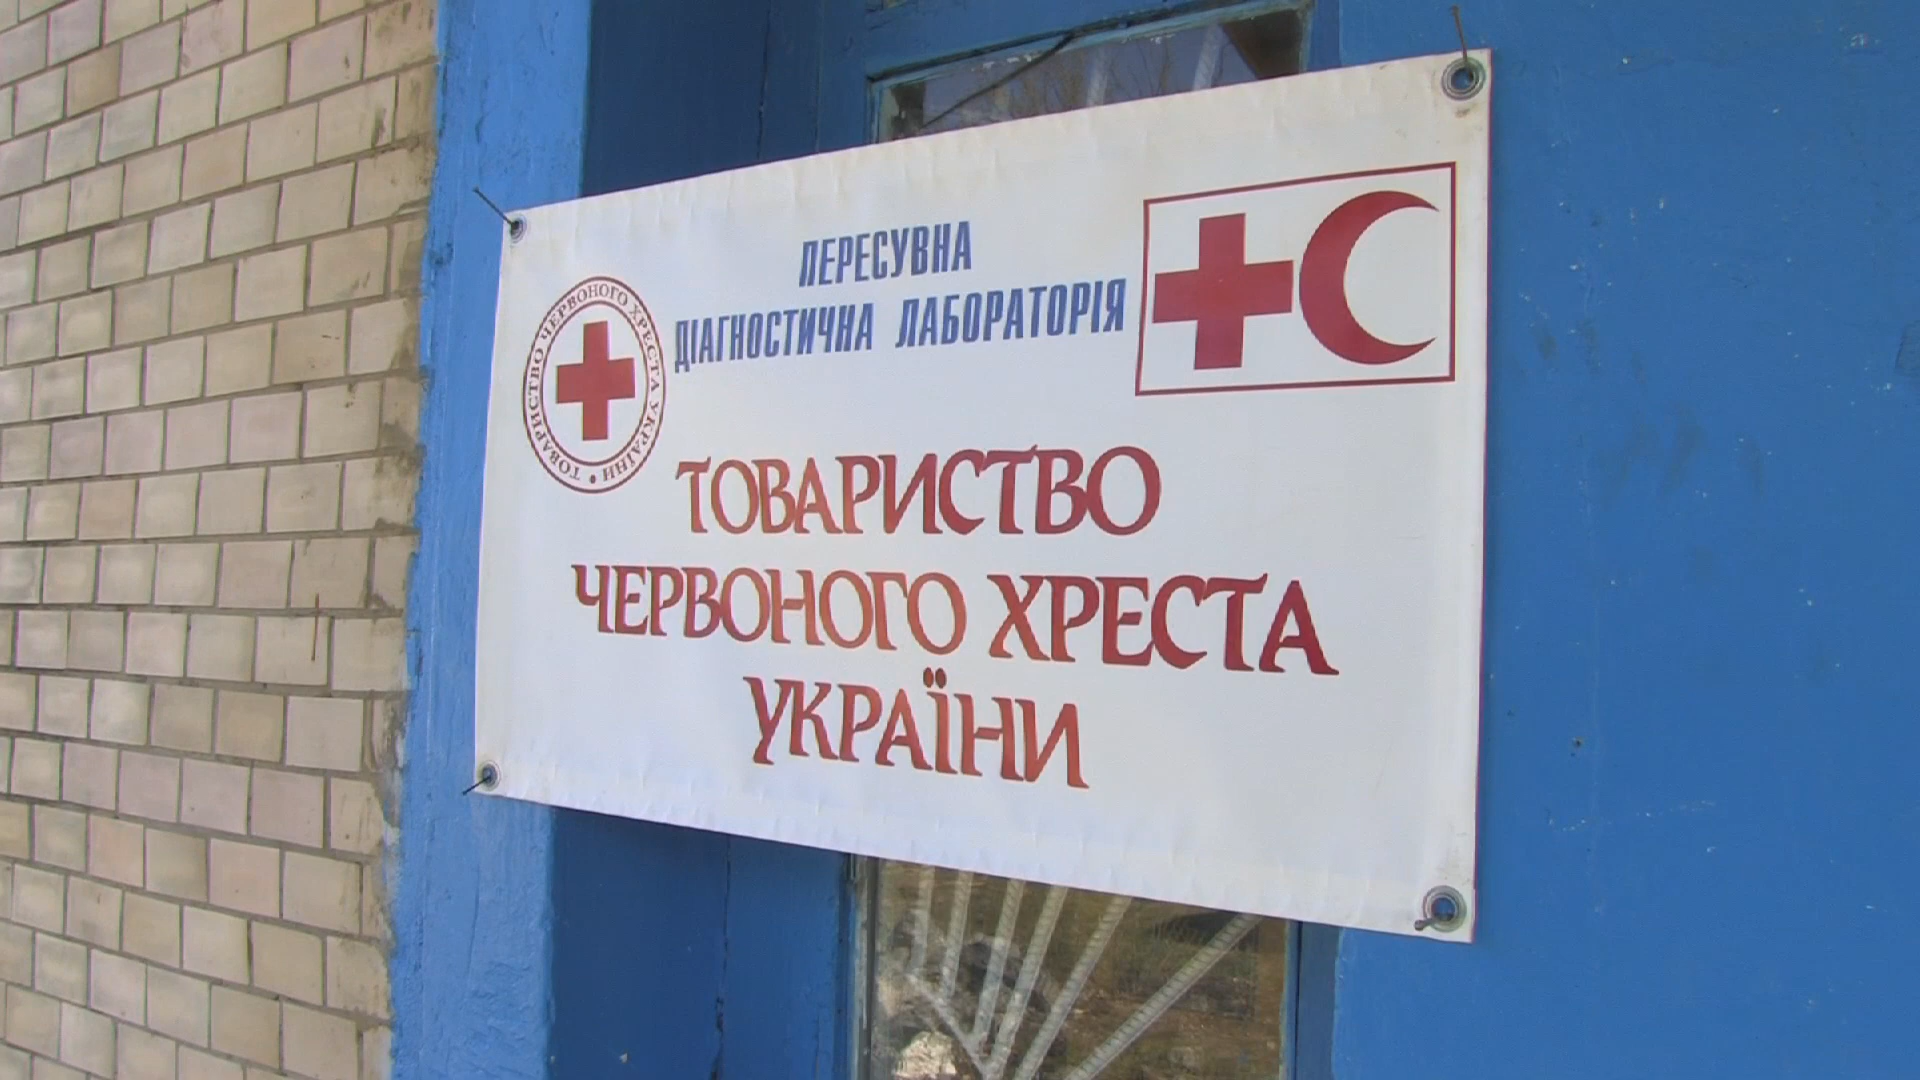 ПЕРЕСУВНА
ДІАГНОСТИЧНА ЛАБОРАТОРІЯ
ТОВАРИСТВО ЧЕРВОНОГО ХРЕСТА УКРАЇНИ •
ТОВАРИСТВО
ЧЕРВОНОГО ХРЕСТА
УКРАЇНИ